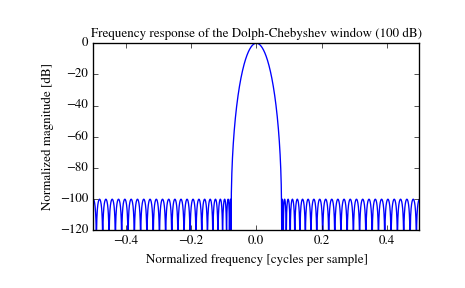 Frequency response of the Dolph-Chebyshev window (100 dB)
0
−20
−40
−60
−80
−100
−120
Normalized magnitude [dB]
−0.4 −0.2 0.0 0.2 0.4
Normalized frequency [cycles per sample]